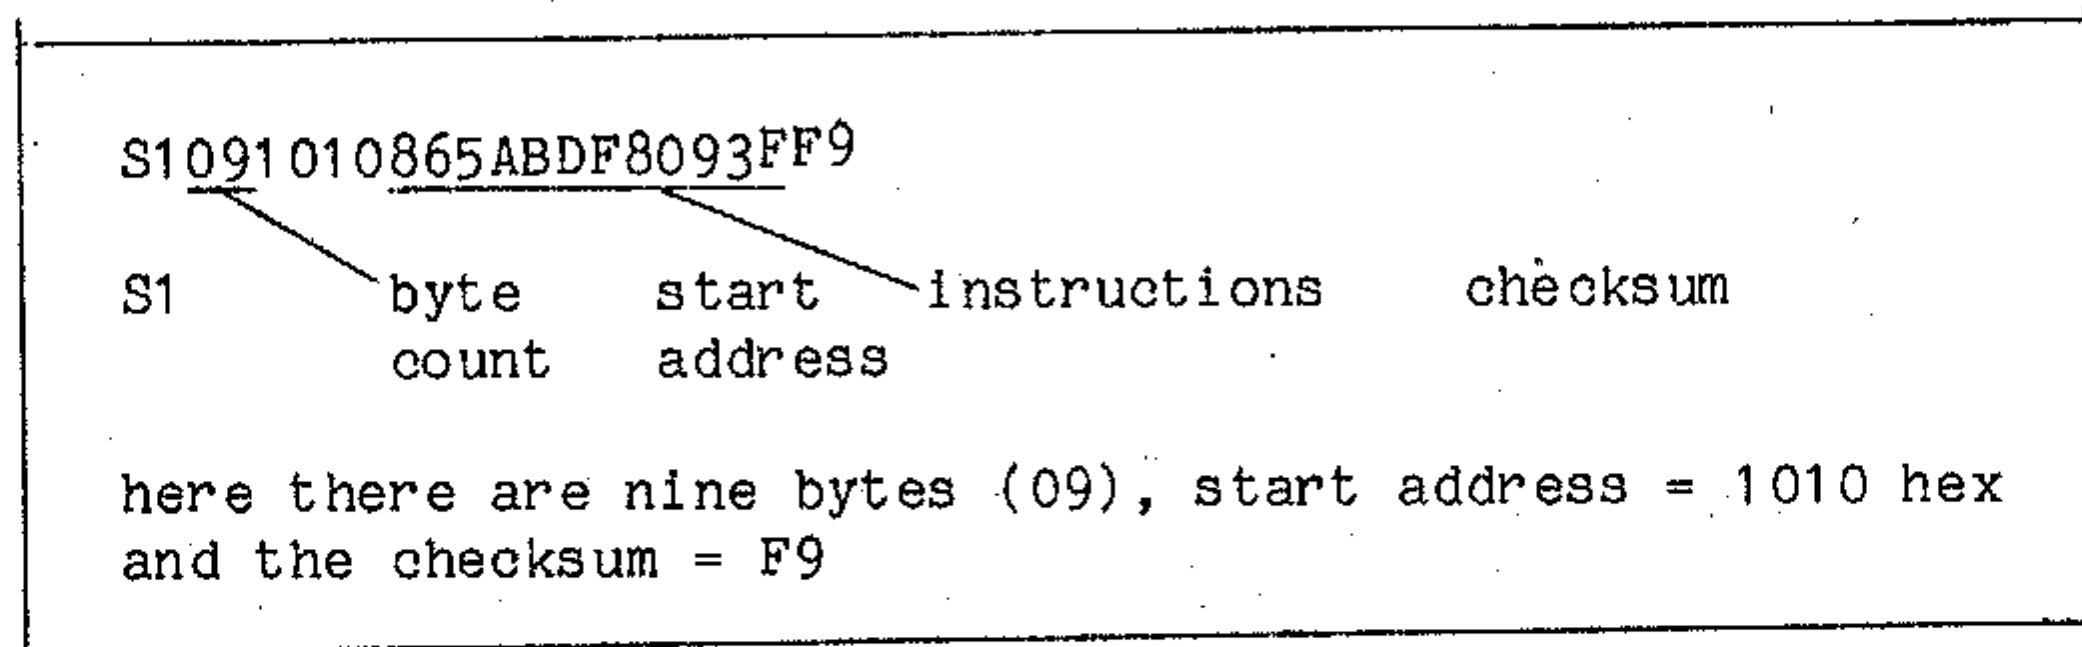 S1091010865ABDF8093FF9
S1 byte start instructions checksum
count address
here there are nine bytes (09), start address = 1010 hex
and the checksum = F9